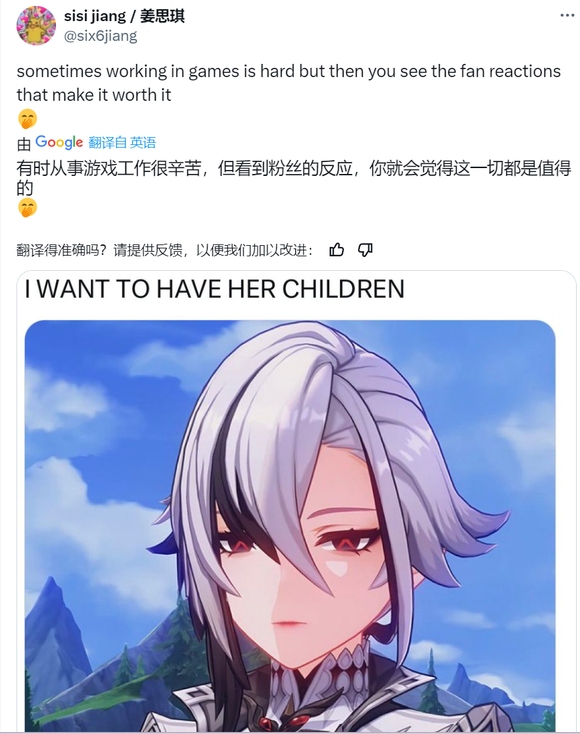 sisi jiang / 姜思琪
@six6jiang
sometimes working in games is hard but then you see the fan reactions
that make it worth it
由 Google 翻译自 英语
有时从事游戏工作很辛苦，但看到粉丝的反应，你就会觉得这一切都是值得
的
翻译得准确吗？请提供反馈，以便我们加以改进：
I WANT TO HAVE HER CHILDREN